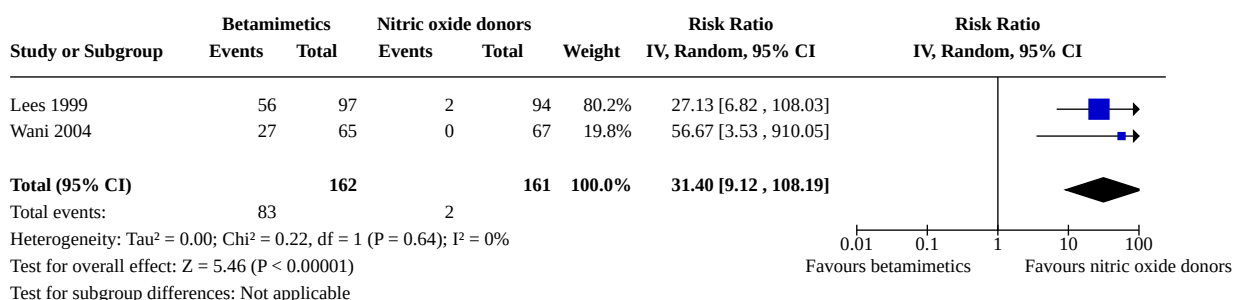 Betamimetics Nitric oxide donors Risk Ratio Risk Ratio
Study or Subgroup Events Total Events Total Weight IV, Random, 95% CI IV, Random, 95% CI
Lees 1999 56 97 2 94 80.2% 27.13 [6.82 , 108.03]
Wani 2004 27 65 0 67 19.8% 56.67 [3.53 , 910.05]
Total (95% CI) 162 161 100.0% 31.40 [9.12 , 108.19]
Total events: 83 2
Heterogeneity: Tau² = 0.00; Chi² = 0.22, df = 1 (P = 0.64); I² = 0%
0.01 0.1 1 10 100
Test for overall effect: Z = 5.46 (P < 0.00001)
Favours betamimetics Favours nitric oxide donors
Test for subgroup differences: Not applicable